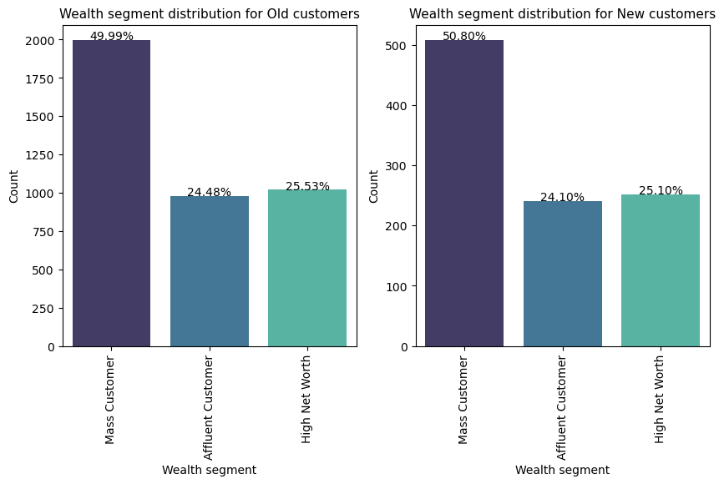 Wealth segment distribution for Old customers
2000
1750
1500
1250
1000
750
500
250
0
Count
49.99%
24.48%
25.53%
Mass Customer
Affluent Customer
High Net Worth
Wealth segment
Wealth segment distribution for New customers
500
400
300
200
100
0
Count
50.80%
24.10%
25.10%
Mass Customer
Affluent Customer
High Net Worth
Wealth segment